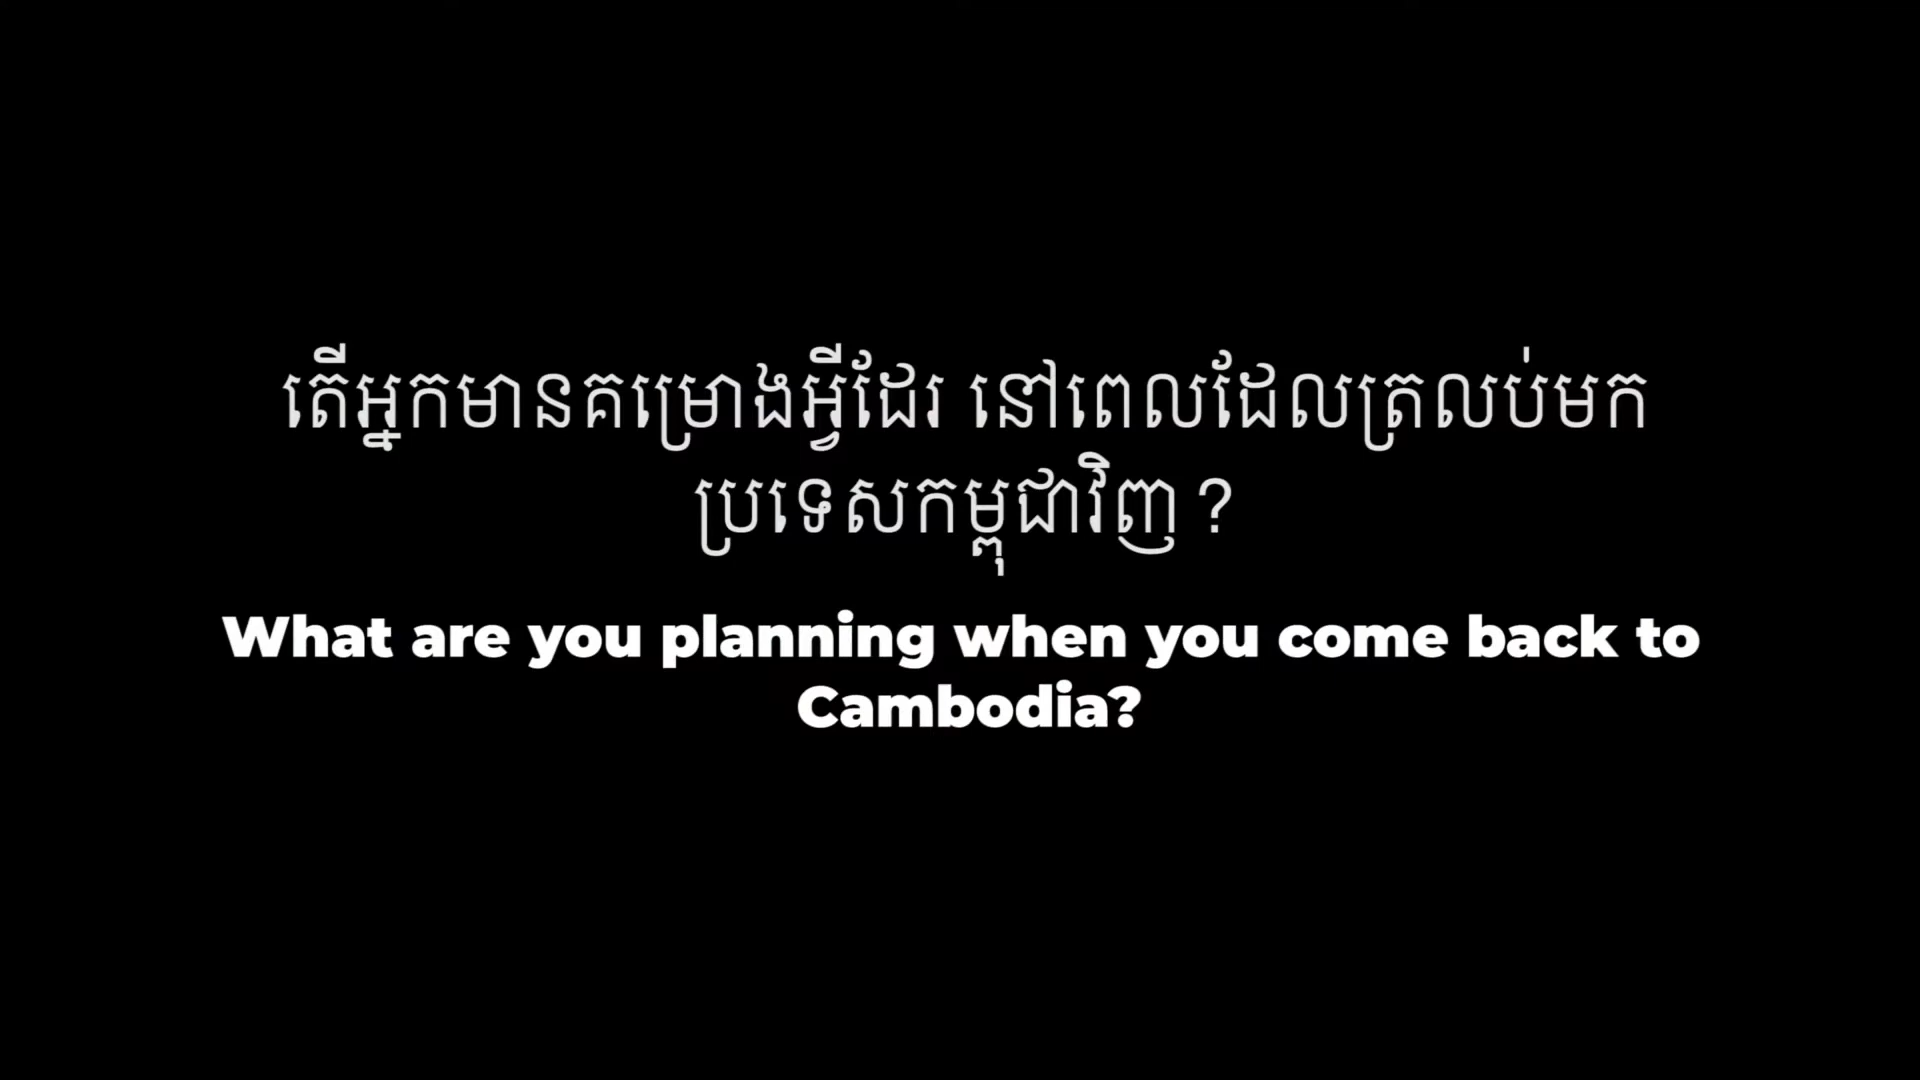 តើអ្នកមានគម្រោងអ្វីដែរ នៅពេលដែលត្រលប់មក
ប្រទេសកម្ពុជាវិញ ?
What are you planning when you come back to
Cambodia?